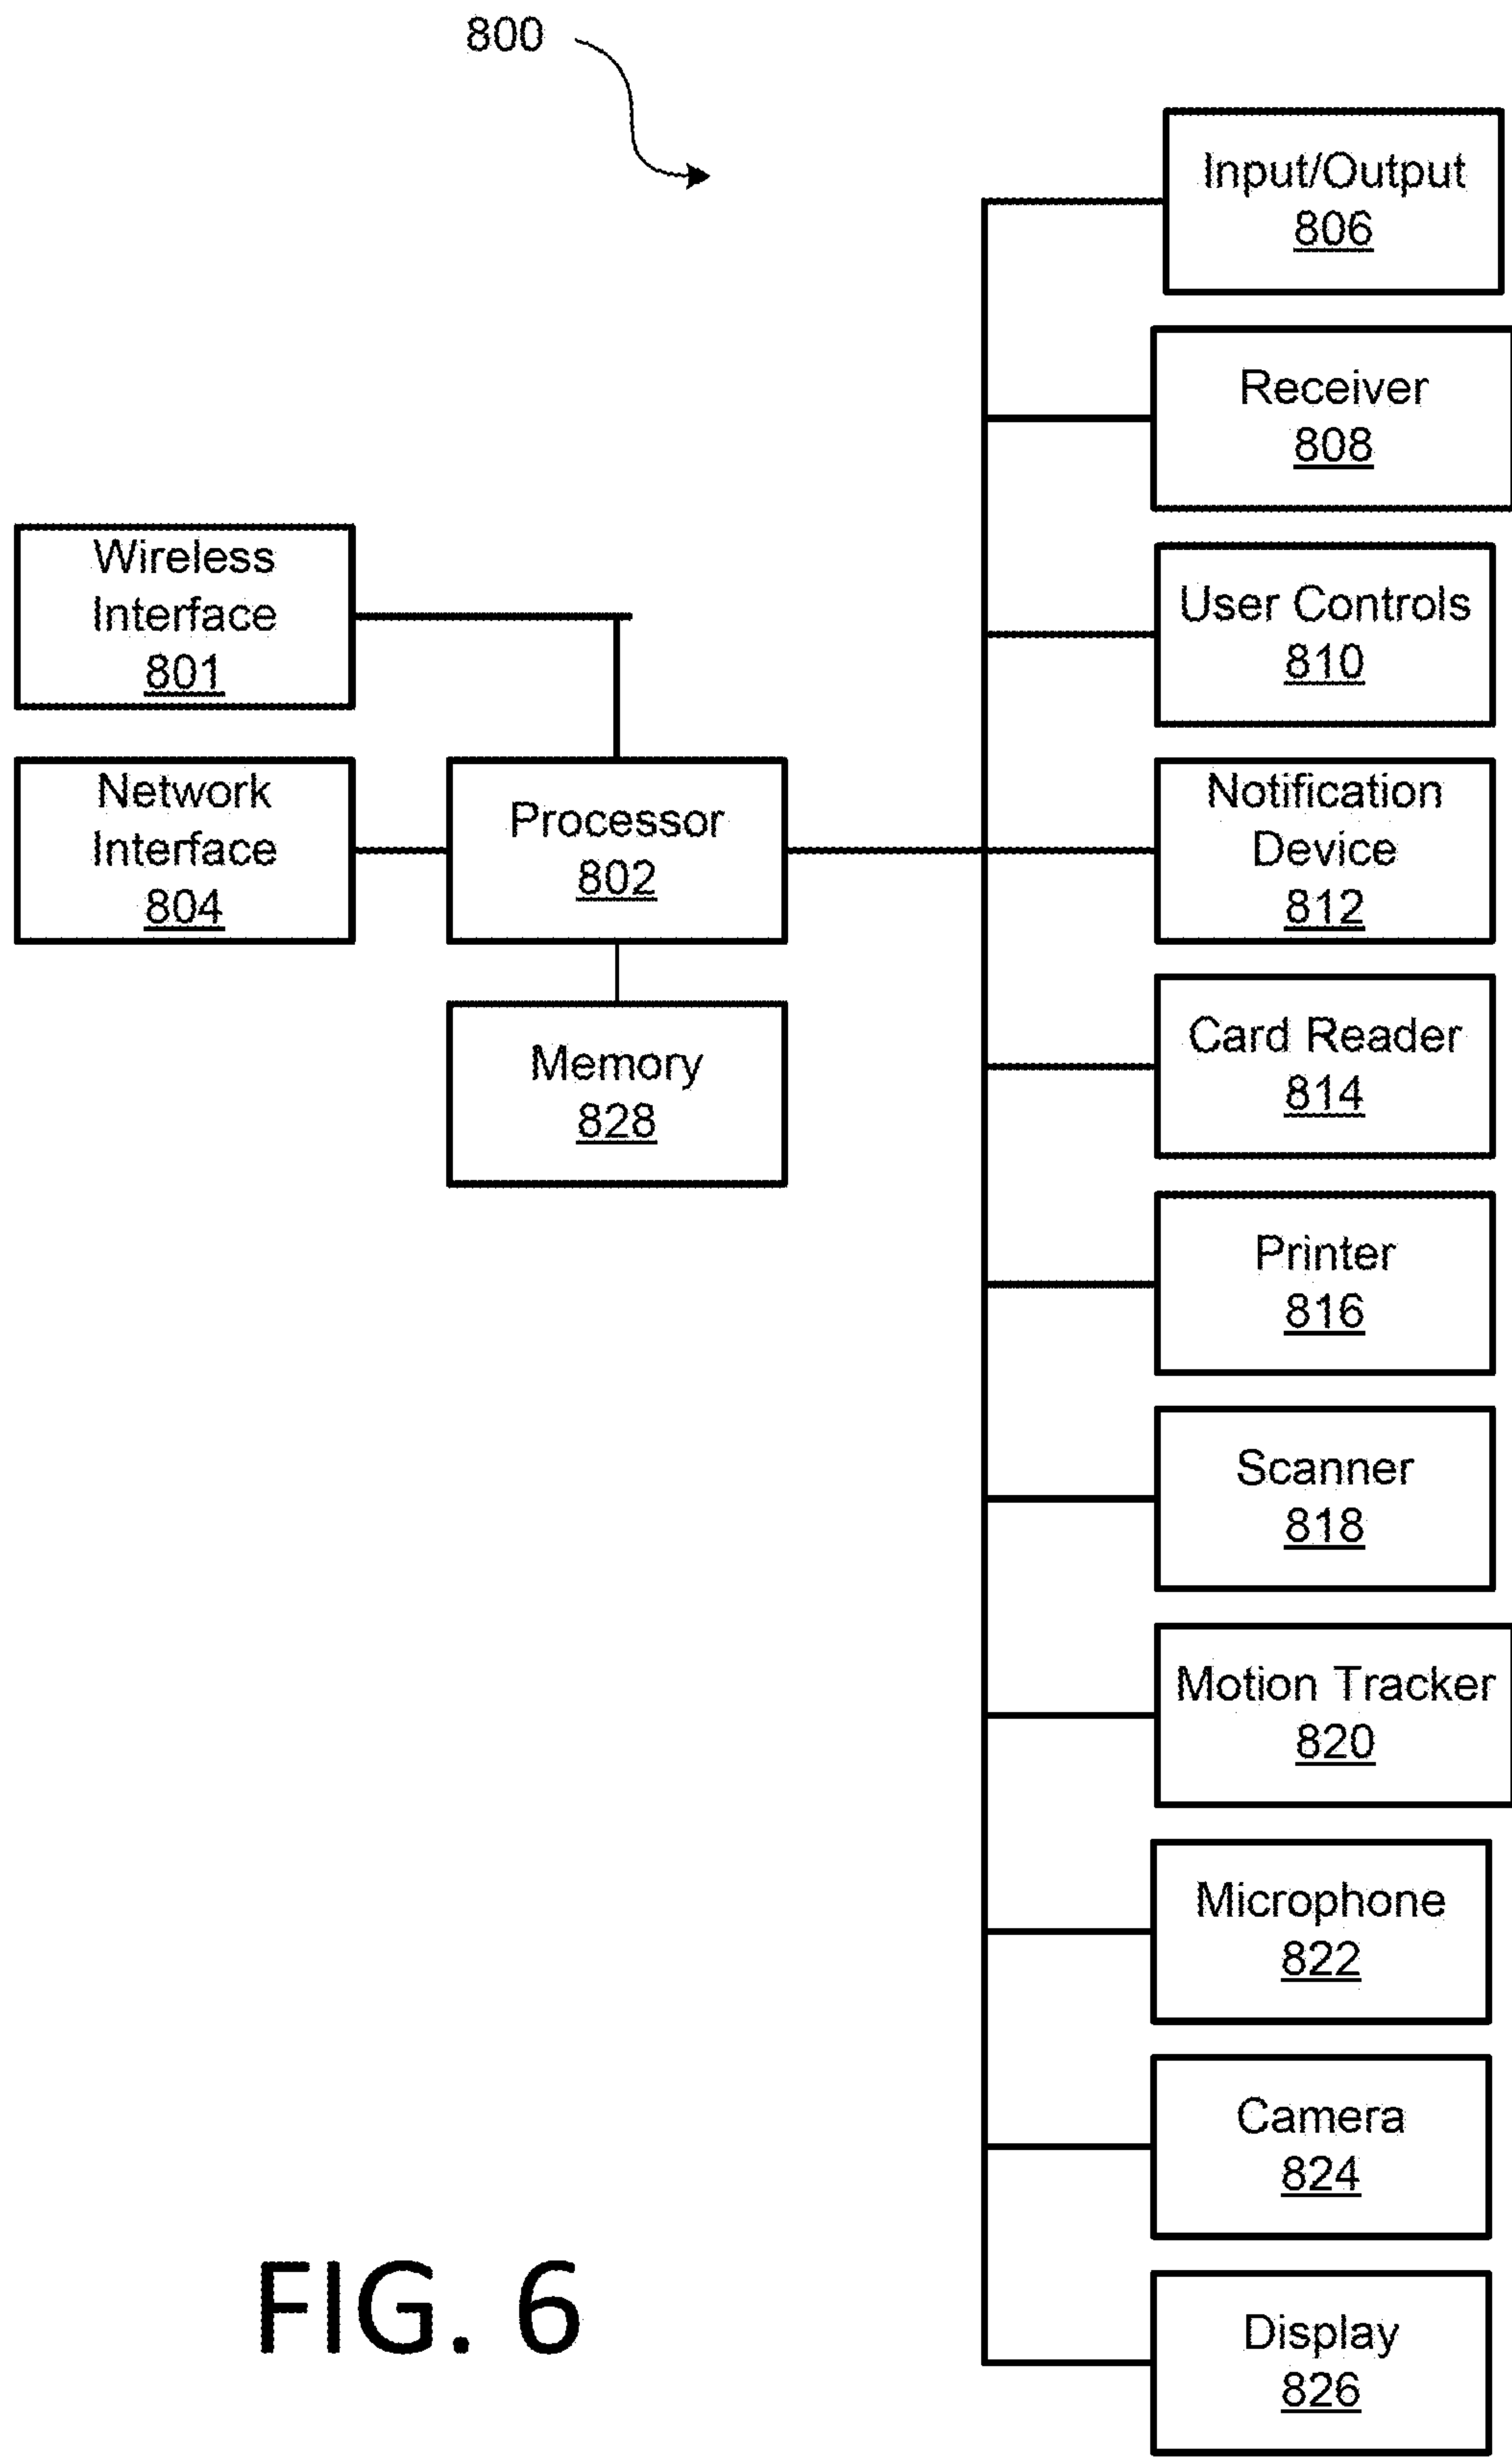 800
Input/Output
806
Receiver
808
Wireless
Interface
801
User Controls
810
Network
Interface
804
Processor
802
Notification
Device
812
Memory
828
Card Reader
814
Printer
816
Scanner
818
Motion Tracker
820
Microphone
822
Camera
824
Display
826
FIG. 6